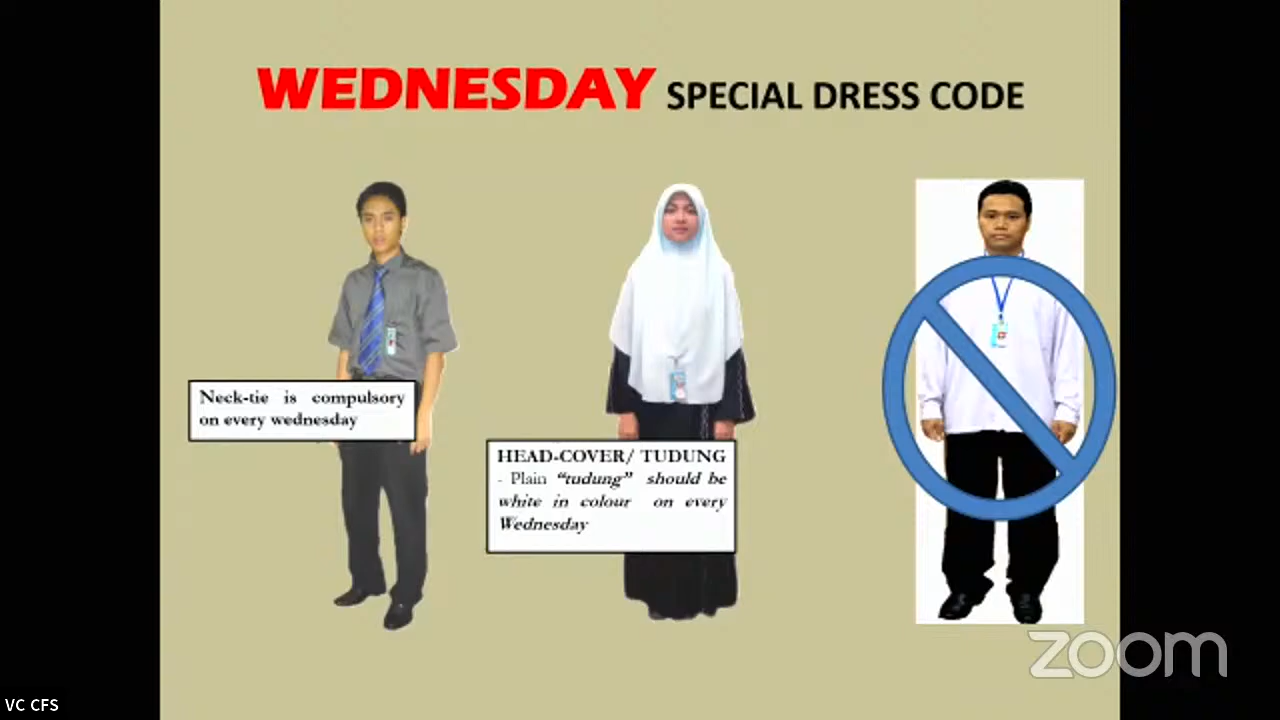 WEDNESDAY SPECIAL DRESS CODE
Neck-tie is compulsory
on every wednesday
HEAD-COVER/ TUDUNG
- Plain “tudung” should be
white in colour on every
Wednesday
zoom
VC CFS